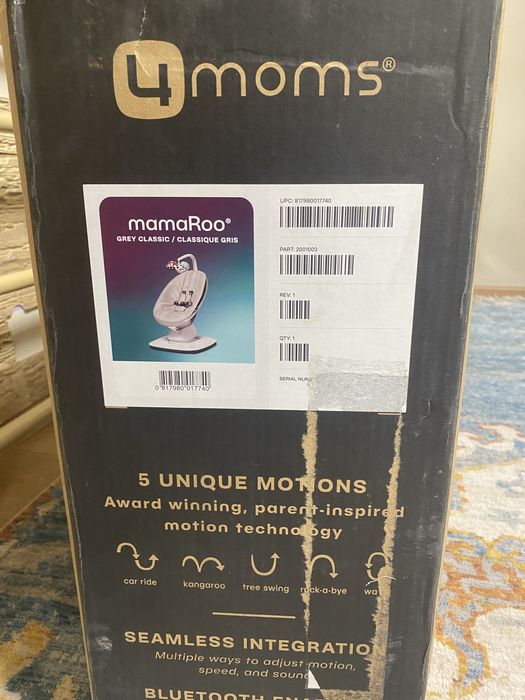 4moms®
mamaRoo®
GREY CLASSIC / CLASSIQUE GRIS
0 817980 017740
UPC: 817980017740
PART: 2001003
REV: 1
QTY: 1
SERIAL
5 UNIQUE MOTIONS
Award winning, parent-inspired
motion technology
car ride kangaroo tree swing rock-a-bye
SEAMLESS INTEGRATION
Multiple ways to adjust motion,
speed, and sound
BLUETOOTH